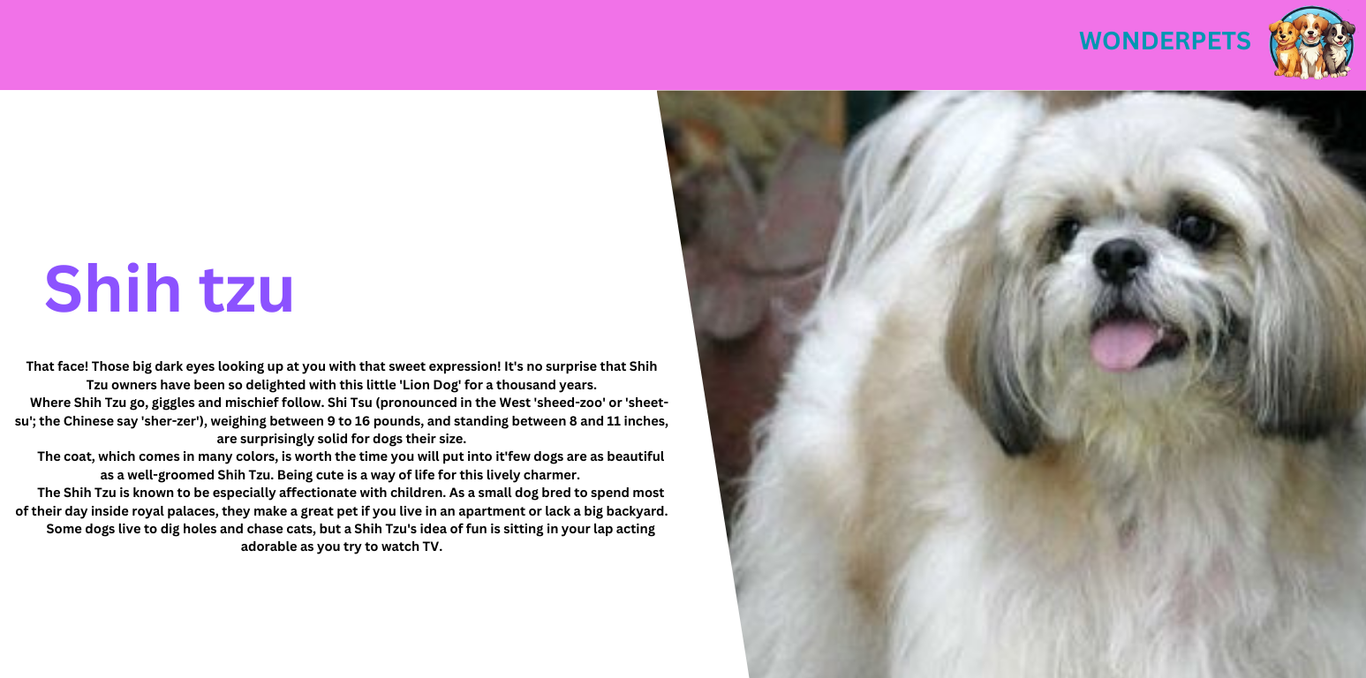 WONDERPETS
Shih tzu
That face! Those big dark eyes looking up at you with that sweet expression! It's no surprise that Shih
Tzu owners have been so delighted with this little 'Lion Dog' for a thousand years.
Where Shih Tzu go, giggles and mischief follow. Shi Tsu (pronounced in the West 'sheed-zoo' or 'sheet-
su'; the Chinese say 'sher-zer'), weighing between 9 to 16 pounds, and standing between 8 and 11 inches,
are surprisingly solid for dogs their size.
The coat, which comes in many colors, is worth the time you will put into it'few dogs are as beautiful
as a well-groomed Shih Tzu. Being cute is a way of life for this lively charmer.
The Shih Tzu is known to be especially affectionate with children. As a small dog bred to spend most
of their day inside royal palaces, they make a great pet if you live in an apartment or lack a big backyard.
Some dogs live to dig holes and chase cats, but a Shih Tzu's idea of fun is sitting in your lap acting
adorable as you try to watch TV.